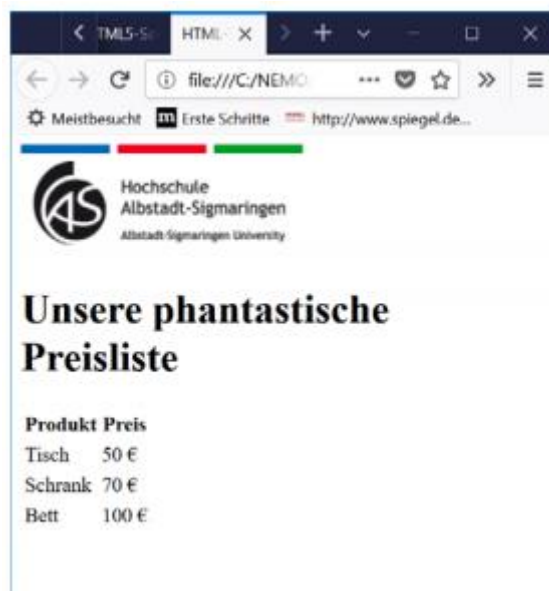 TML5-S
HTML-
file:///C:/NEMO
Meistbesucht m Erste Schritte http://www.spiegel.de...
AS
Hochschule
Albstadt-Sigmaringen
Albstadt-Sigmaringen University
Unsere phantastische
Preisliste
Produkt Preis
Tisch 50 €
Schrank 70 €
Bett 100 €